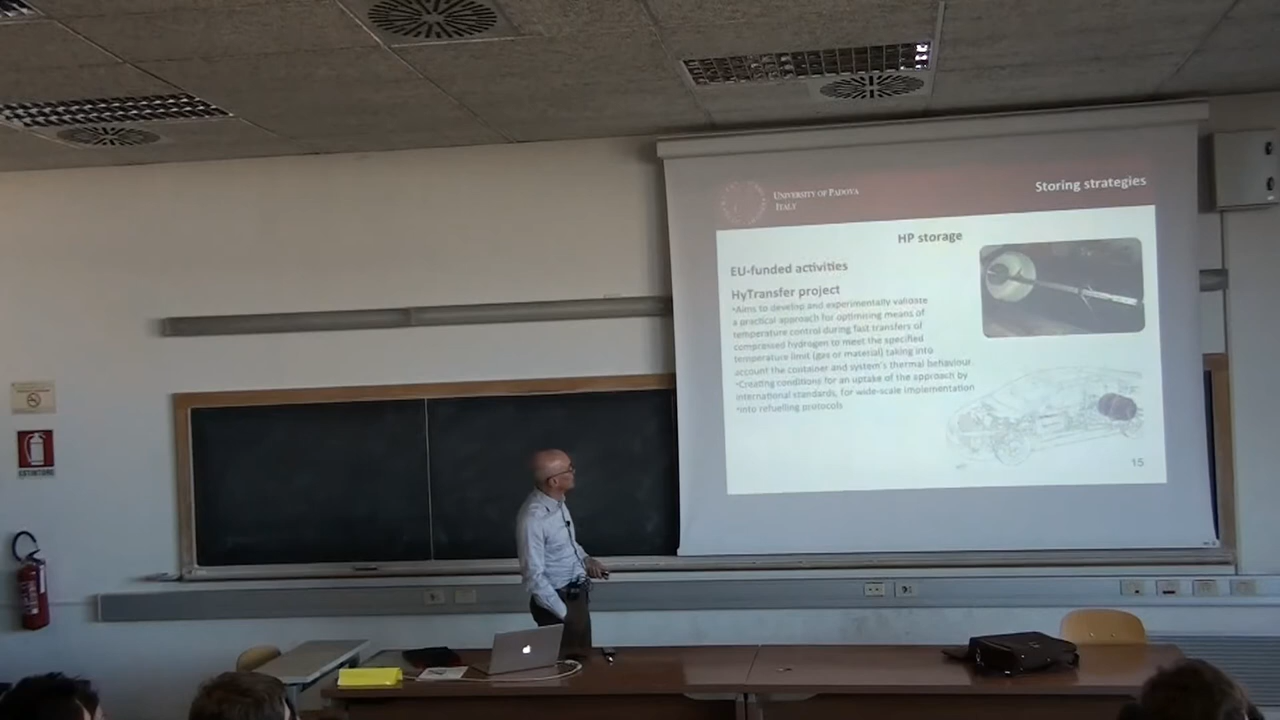 UNIVERSITY OF PADOVA
ITALY
Storing strategies
HP storage
EU-funded activities
HyTransfer project
•Aims to develop and experimentally validate
a practical approach for optimising means of
temperature control during fast transfers of
compressed hydrogen to meet the specified
temperature limit (gas or material) taking into
account the container and system's thermal behaviour.
•Creating conditions for an uptake of the approach by
international standards, for wide-scale implementation
•into refuelling protocols
15
ESTINTORE